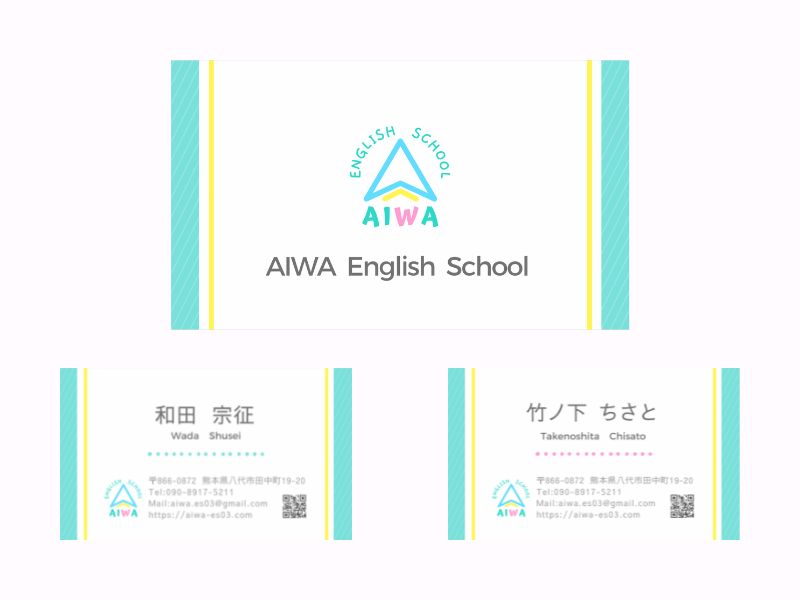 ENGLISH SCHOOL
AIWA
AIWA English School
和田 宗征
Wada Shusei
ENGLISH SCHOOL
AIWA
〒866-0872 熊本県八代市田中町19-20
Tel:090-8917-5211
Mail:aiwa.es03@gmail.com
https://aiwa-es03.com
竹ノ下 ちさと
Takenoshita Chisato
ENGLISH SCHOOL
AIWA
〒866-0872 熊本県八代市田中町19-20
Tel:090-8917-5211
Mail:aiwa.es03@gmail.com
https://aiwa-es03.com